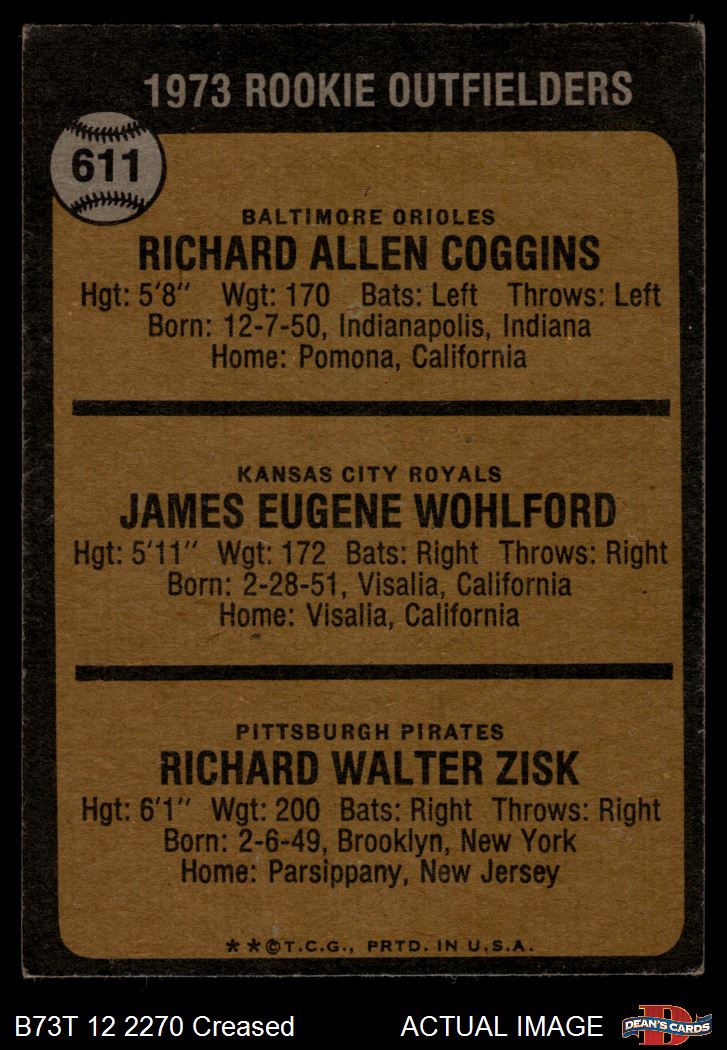 1973 ROOKIE OUTFIELDERS
611
BALTIMORE ORIOLES
RICHARD ALLEN COGGINS
Hgt: 5'8" Wgt: 170 Bats: Left Throws: Left
Born: 12-7-50, Indianapolis, Indiana
Home: Pomona, California
KANSAS CITY ROYALS
JAMES EUGENE WOHLFORD
Hgt: 5'11" Wgt: 172 Bats: Right Throws: Right
Born: 2-28-51, Visalia, California
Home: Visalia, California
PITTSBURGH PIRATES
RICHARD WALTER ZISK
Hgt: 6'1" Wgt: 200 Bats: Right Throws: Right
Born: 2-6-49, Brooklyn, New York
Home: Parsippany, New Jersey
**©T.C.G., PRTD. IN U.S.A.
B73T 12 2270 Creased ACTUAL IMAGE
D
DEAN'S CARDS